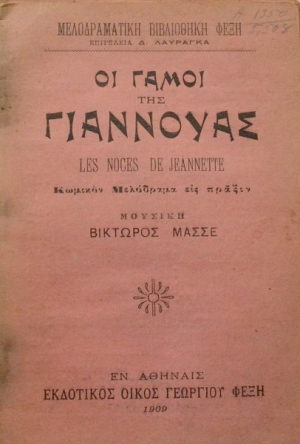 ΜΕΛΟΔΡΑΜΑΤΙΚΗ ΒΙΒΛΙΟΘΗΚΗ ΦΕΞΗ
ΕΠΙΜΕΛΕΙΑ Δ. ΛΑΥΡΑΓΚΑ
ΟΙ ΓΑΜΟΙ
ΤΗΣ
ΓΙΑΝΝΟΥΑΣ
LES NOCES DE JEANNETTE
Κωμικὸν Μελόδραμα εἰς πρᾶξιν
ΜΟΥΣΙΚΗ
ΒΙΚΤΩΡΟΣ ΜΑΣΣΕ
ΕΝ ΑΘΗΝΑΙΣ
ΕΚΔΟΤΙΚΟΣ ΟΙΚΟΣ ΓΕΩΡΓΙΟΥ ΦΕΞΗ
1909